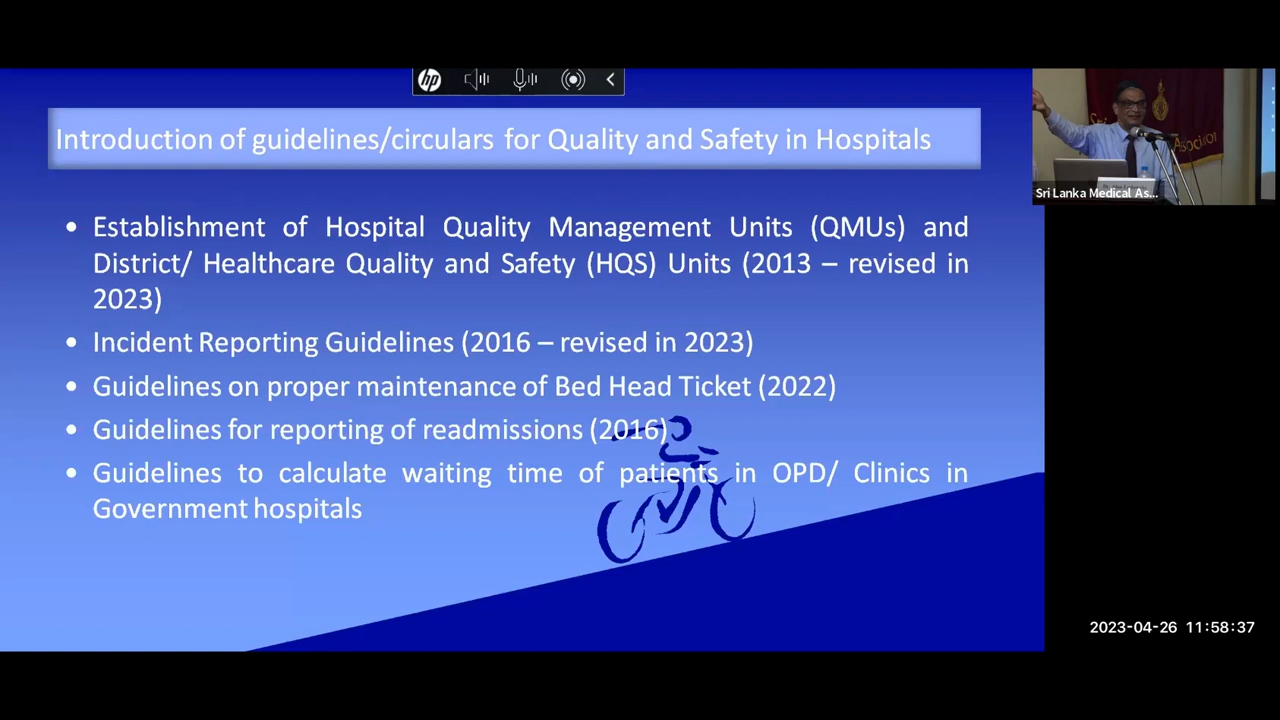 hp
Introduction of guidelines/circulars for Quality and Safety in Hospitals
• Establishment of Hospital Quality Management Units (QMUs) and
District/ Healthcare Quality and Safety (HQS) Units (2013 – revised in
2023)
• Incident Reporting Guidelines (2016 – revised in 2023)
• Guidelines on proper maintenance of Bed Head Ticket (2022)
• Guidelines for reporting of readmissions (2016)
• Guidelines to calculate waiting time of patients in OPD/ Clinics in
Government hospitals
Sri Lanka Medical As...
2023-04-26 11:58:37